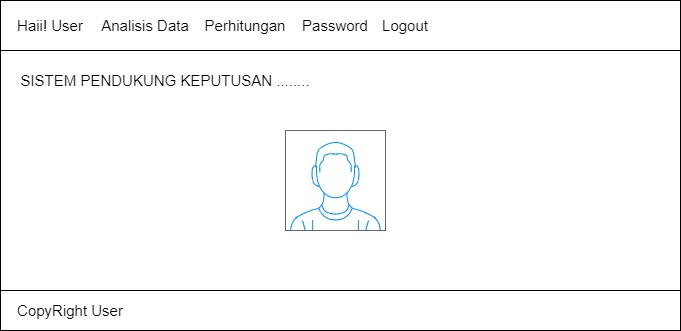 Haii! User Analisis Data Perhitungan Password Logout
SISTEM PENDUKUNG KEPUTUSAN ........
CopyRight User